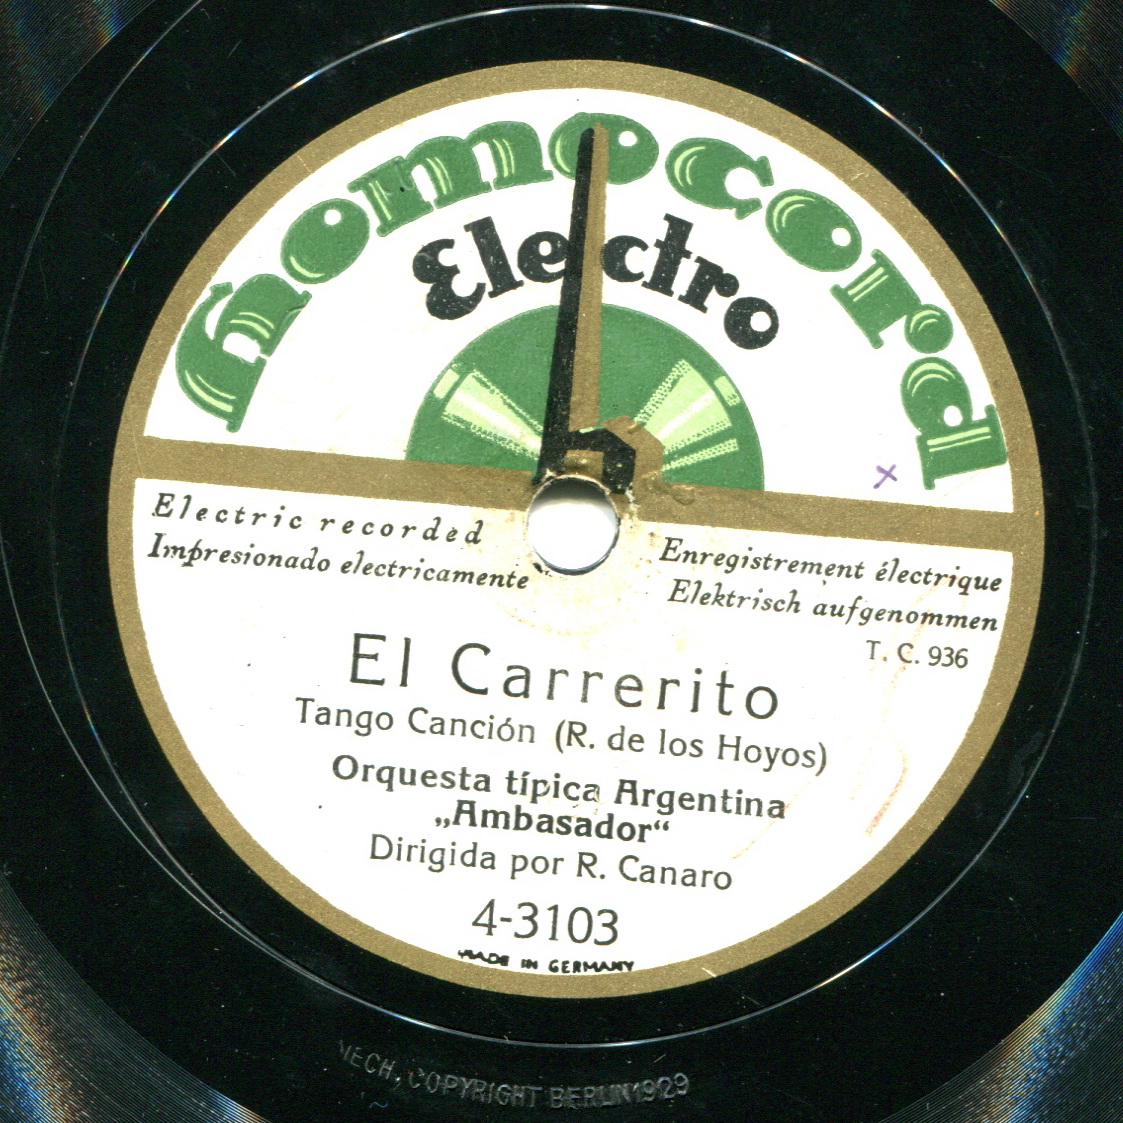 homocord
Electro
Electric recorded
Impresionado electricamente
Enregistrement électrique
Elektrisch aufgenommen
T. C. 936
El Carrerito
Tango Canción (R. de los Hoyos)
Orquesta típica Argentina
„Ambasador“
Dirigida por R. Canaro
4-3103
MADE IN GERMANY
MECH. COPYRIGHT BERLIN 1929